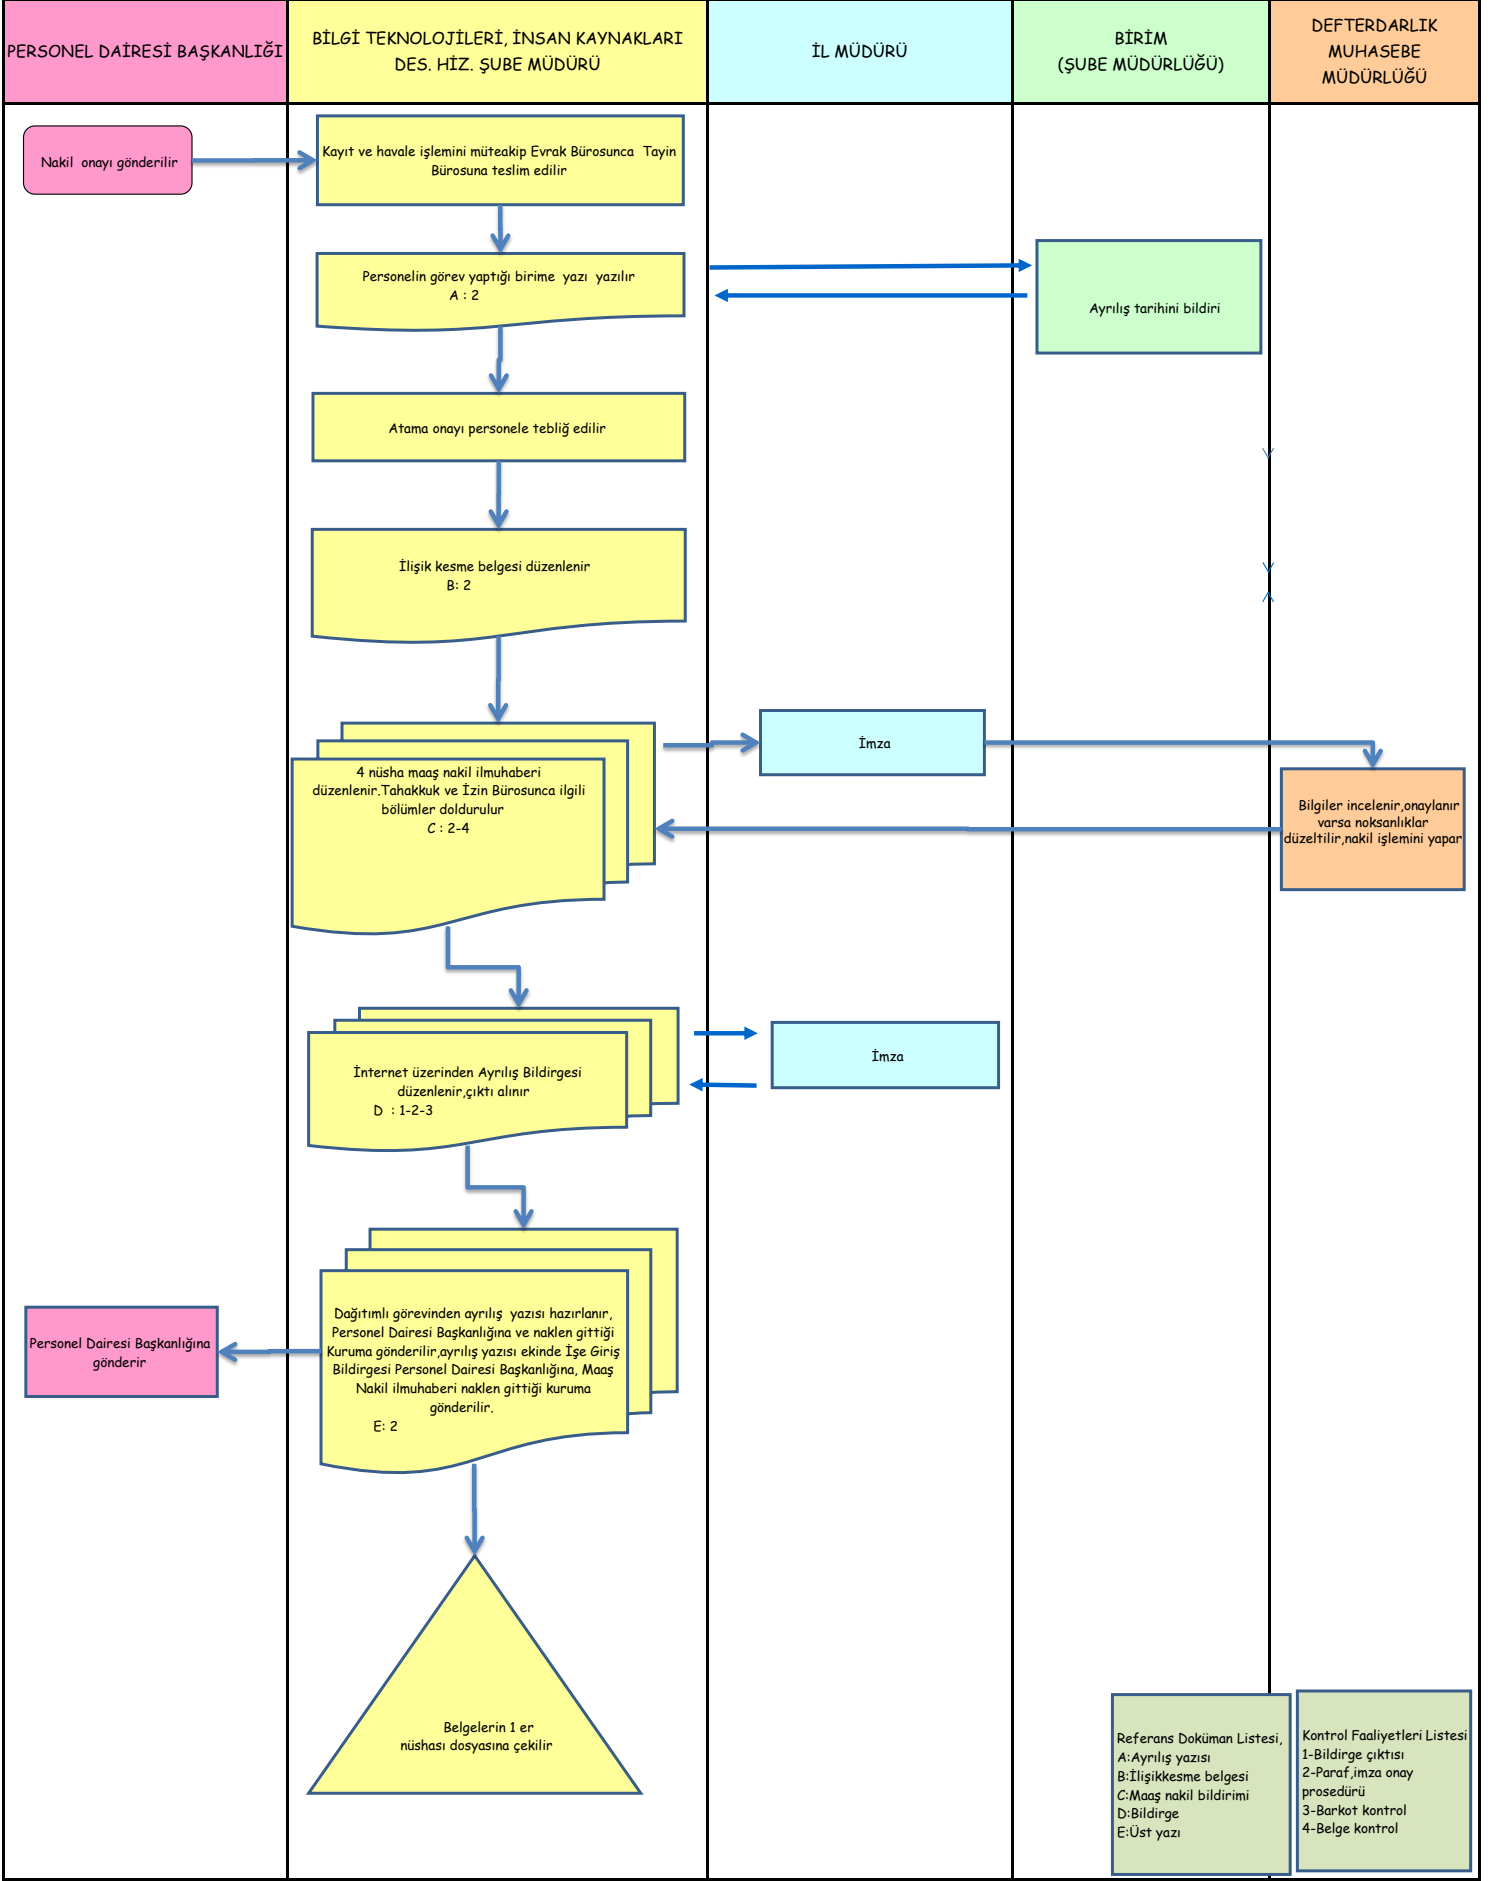 PERSONEL DAİRESİ BAŞKANLIĞI
BİLGİ TEKNOLOJİLERİ, İNSAN KAYNAKLARI
DES. HİZ. ŞUBE MÜDÜRÜ
İL MÜDÜRÜ
BİRİM
(ŞUBE MÜDÜRLÜĞÜ)
DEFTERDARLIK
MUHASEBE
MÜDÜRLÜĞÜ
Nakil onayı gönderilir
Kayıt ve havale işlemini müteakip Evrak Bürosunca Tayin
Bürosuna teslim edilir
Personelin görev yaptığı birime yazı yazılır
A : 2
Ayrılış tarihini bildiri
Atama onayı personele tebliğ edilir
İlişik kesme belgesi düzenlenir
B: 2
4 nüsha maaş nakil ilmuhaberi
düzenlenir.Tahakkuk ve İzin Bürosunca ilgili
bölümler doldurulur
C : 2-4
İmza
Bilgiler incelenir,onaylanır
varsa noksanlıklar
düzeltilir,nakil işlemini yapar
İnternet üzerinden Ayrılış Bildirgesi
düzenlenir,çıktı alınır
D : 1-2-3
İmza
Dağıtımlı görevinden ayrılış yazısı hazırlanır,
Personel Dairesi Başkanlığına ve naklen gittiği
Kuruma gönderilir,ayrılış yazısı ekinde İşe Giriş
Bildirgesi Personel Dairesi Başkanlığına, Maaş
Nakil ilmuhaberi naklen gittiği kuruma
gönderilir.
E: 2
Personel Dairesi Başkanlığına
gönderir
Belgelerin 1 er
nüshası dosyasına çekilir
Referans Doküman Listesi,
A:Ayrılış yazısı
B:İlişikkesme belgesi
C:Maaş nakil bildirimi
D:Bildirge
E:Üst yazı
Kontrol Faaliyetleri Listesi
1-Bildirge çıktısı
2-Paraf,imza onay
prosedürü
3-Barkot kontrol
4-Belge kontrol